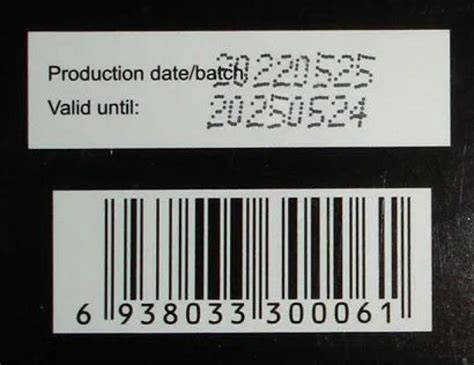 Production date/batch: 20220525
Valid until: 20250524
6 938033 300061